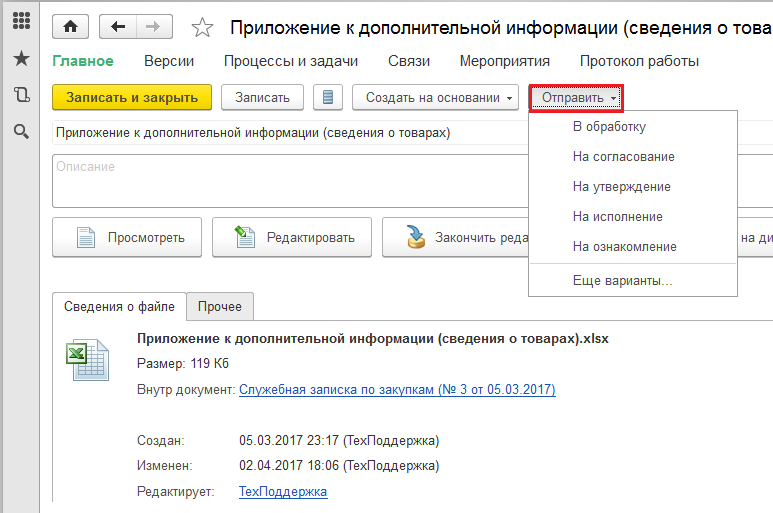 Приложение к дополнительной информации (сведения о това
Главное Версии Процессы и задачи Связи Мероприятия Протокол работы
Записать и закрыть Записать Создать на основании Отправить
Приложение к дополнительной информации (сведения о товарах)
Описание
В обработку
На согласование
На утверждение
На исполнение
На ознакомление
Еще варианты...
Просмотреть Редактировать Закончить реда на ди
Сведения о файле Прочее
Приложение к дополнительной информации (сведения о товарах).xlsx
Размер: 119 Кб
Внутр документ: Служебная записка по закупкам (№ 3 от 05.03.2017)
Создан: 05.03.2017 23:17 (ТехПоддержка)
Изменен: 02.04.2017 18:06 (ТехПоддержка)
Редактирует: ТехПоддержка